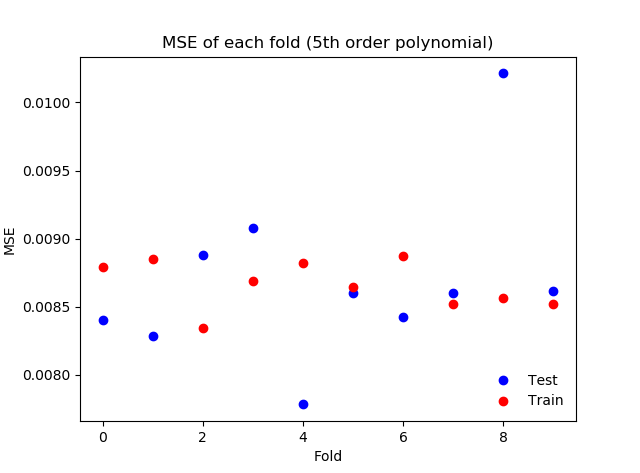 MSE of each fold (5th order polynomial)
0.0100
0.0095
0.0090
0.0085
0.0080
MSE
0 2 4 6 8
Fold
Test
Train